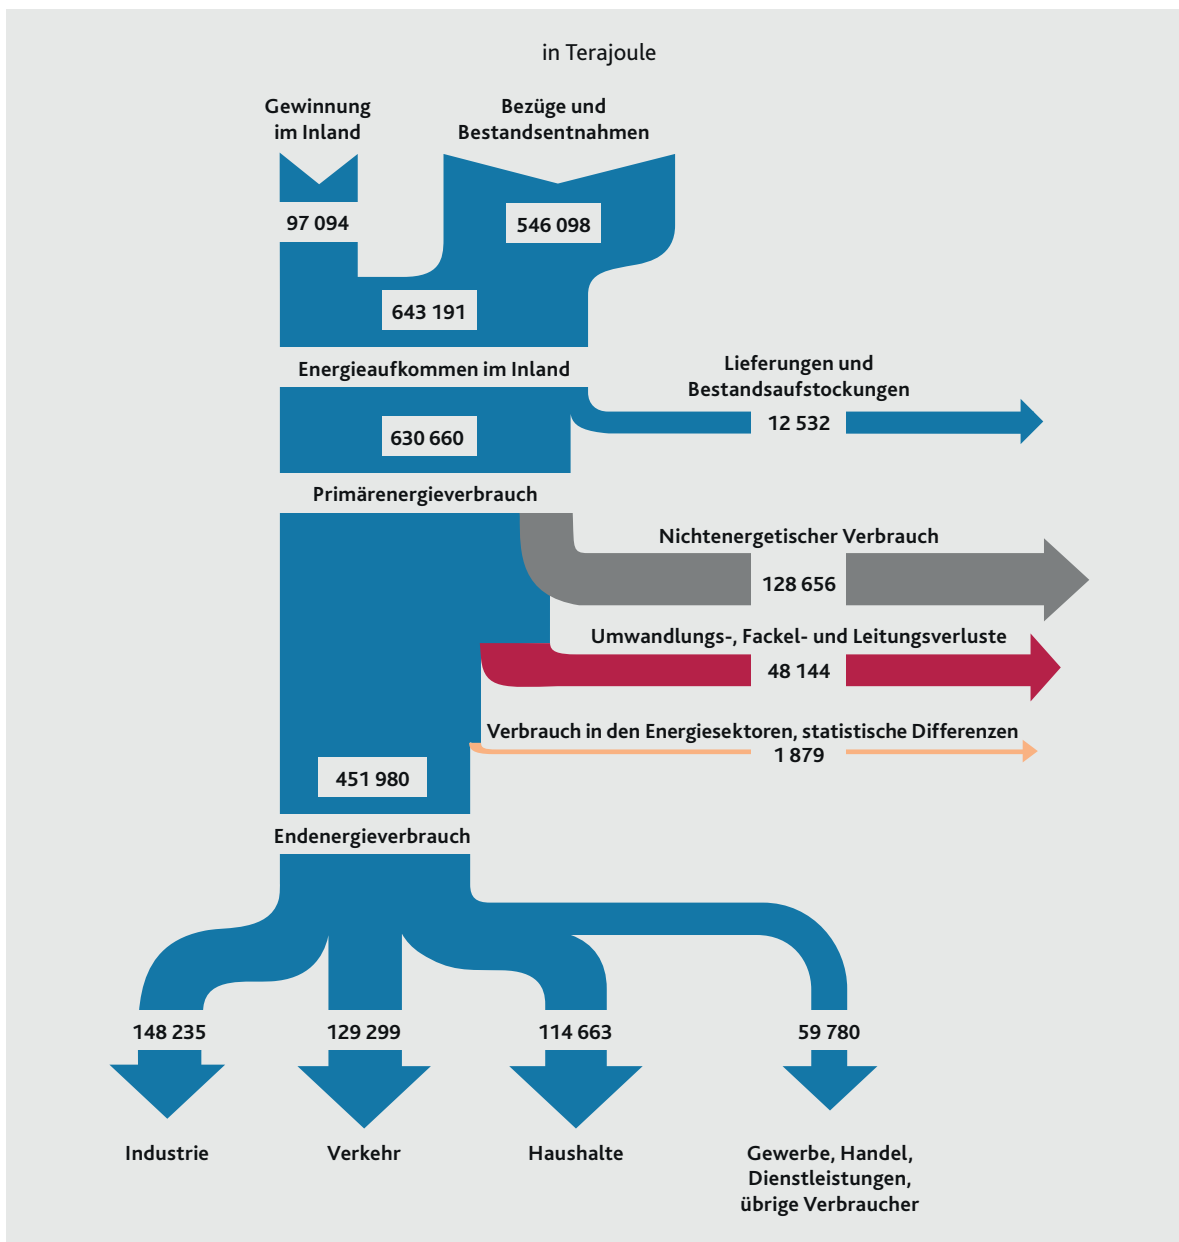 in Terajoule
Gewinnung
im Inland
Bezüge und
Bestandsentnahmen
97 094
546 098
643 191
Energieaufkommen im Inland
Lieferungen und
Bestandsaufstockungen
12 532
630 660
Primärenergieverbrauch
Nichtenergetischer Verbrauch
128 656
Umwandlungs-, Fackel- und Leitungsverluste
48 144
Verbrauch in den Energiesektoren, statistische Differenzen
1 879
451 980
Endenergieverbrauch
148 235
129 299
114 663
59 780
Industrie
Verkehr
Haushalte
Gewerbe, Handel,
Dienstleistungen,
übrige Verbraucher